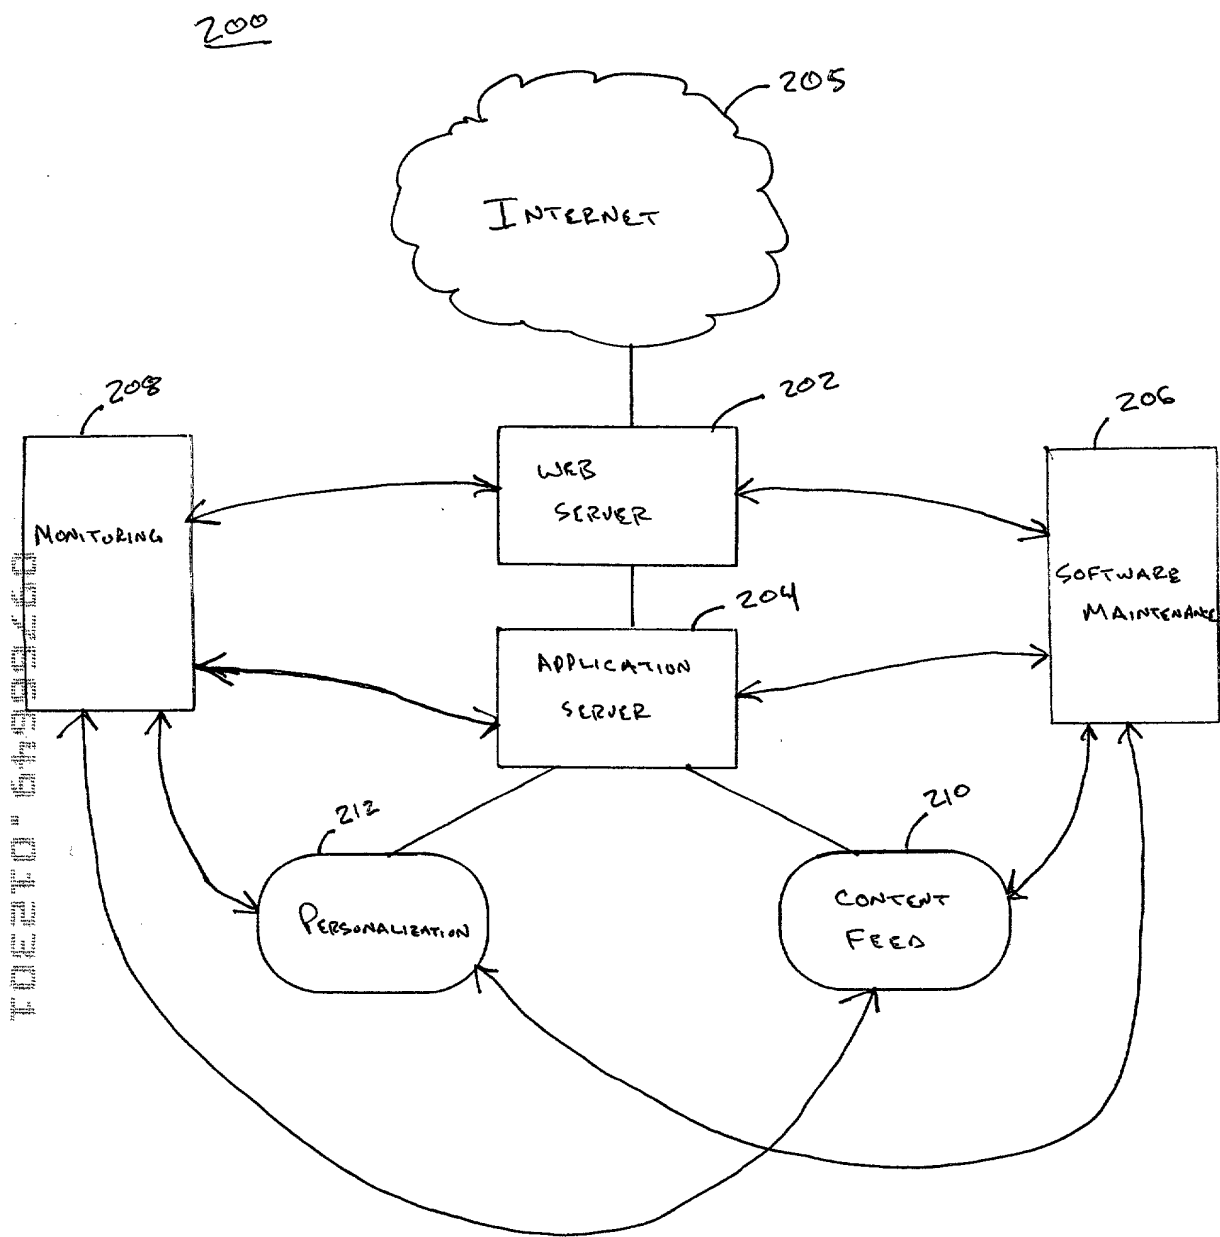 200
205
INTERNET
208
202
206
WEB
SERVER
MONITORING
SOFTWARE
MAINTENANCE
204
APPLICATION
SERVER
212
210
PERSONALIZATION
CONTENT
FEED